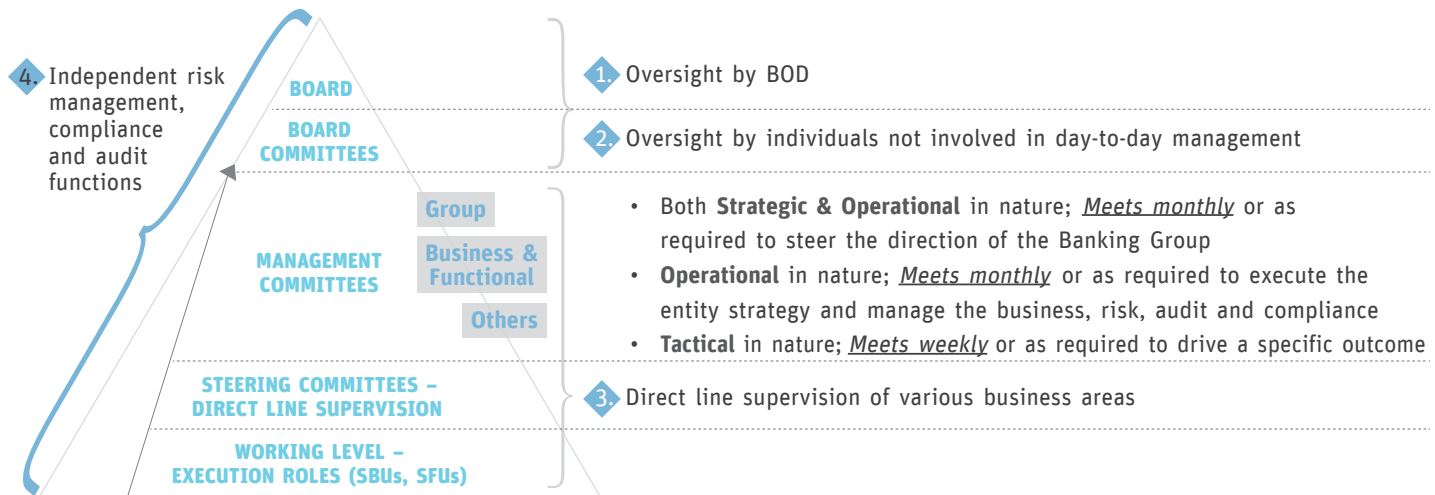 4. Independent risk
management,
compliance
and audit
functions
BOARD
1. Oversight by BOD
BOARD
COMMITTEES
2. Oversight by individuals not involved in day-to-day management
MANAGEMENT
COMMITTEES
Group
Business &
Functional
Others
• Both Strategic & Operational in nature; Meets monthly or as
required to steer the direction of the Banking Group
• Operational in nature; Meets monthly or as required to execute the
entity strategy and manage the business, risk, audit and compliance
• Tactical in nature; Meets weekly or as required to drive a specific outcome
STEERING COMMITTEES –
DIRECT LINE SUPERVISION
3. Direct line supervision of various business areas
WORKING LEVEL –
EXECUTION ROLES (SBUs, SFUs)